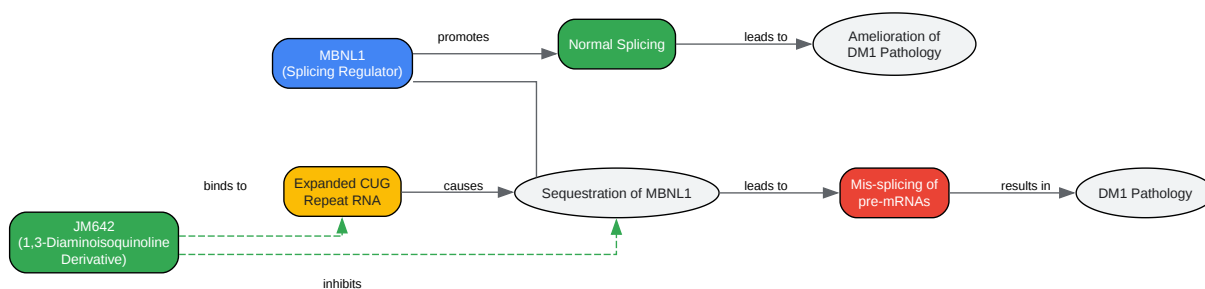 promotes
Normal Splicing
leads to
Amelioration of
DM1 Pathology
MBNL1
(Splicing Regulator)
binds to
Expanded CUG
Repeat RNA
causes
Sequestration of MBNL1
leads to
Mis-splicing of
pre-mRNAs
results in
DM1 Pathology
JM642
(1,3-Diaminoisoquinoline
Derivative)
inhibits